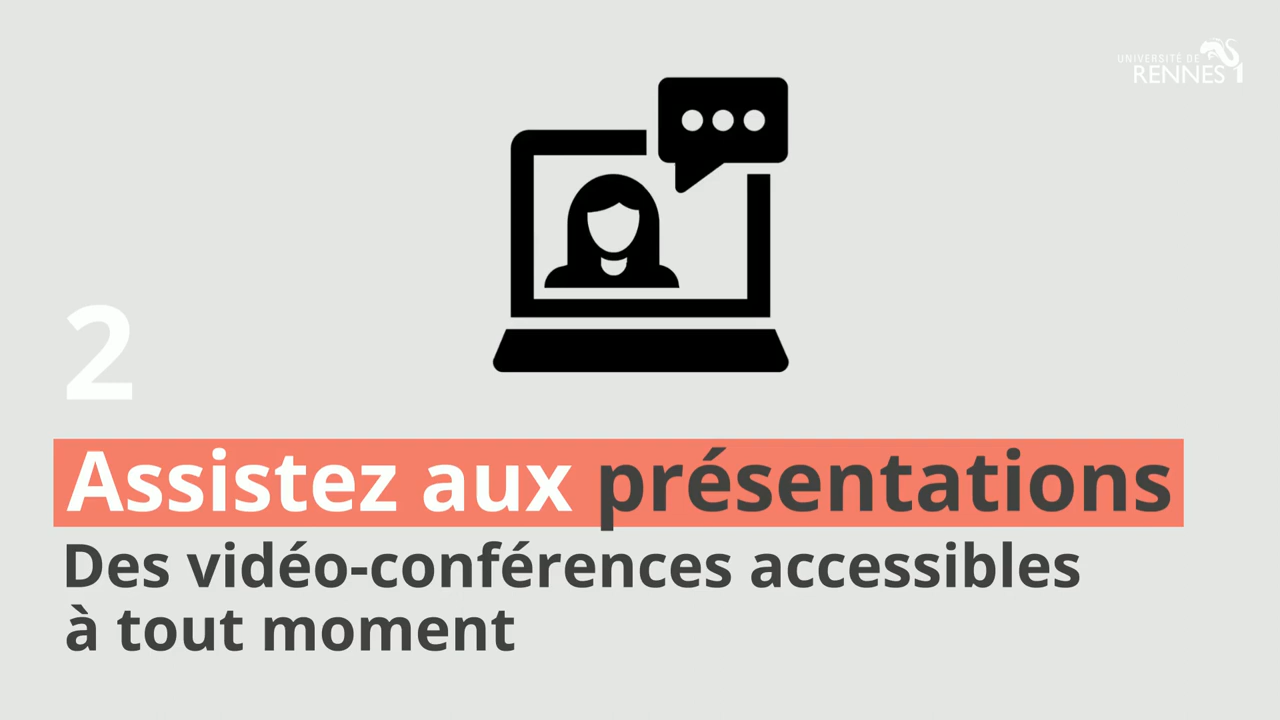 UNIVERSITÉ DE
RENNES 1
2
Assistez aux présentations
Des vidéo-conférences accessibles
à tout moment